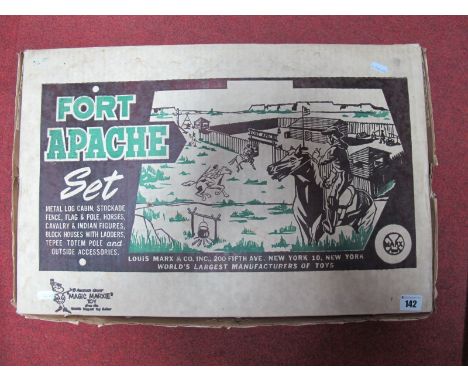 FORT
APACHE
Set
METAL LOG CABIN, STOCKADE
FENCE, FLAG & POLE, HORSES,
CAVALRY & INDIAN FIGURES,
BLOCK HOUSES WITH LADDERS,
TEPEE TOTEM POLE and
OUTSIDE ACCESSORIES.
LOUIS MARX & CO. INC., 200 FIFTH AVE. NEW YORK 10, NEW YORK
WORLD'S LARGEST MANUFACTURERS OF TOYS
MARX
"MAGIC MARXIE"
TOY
142